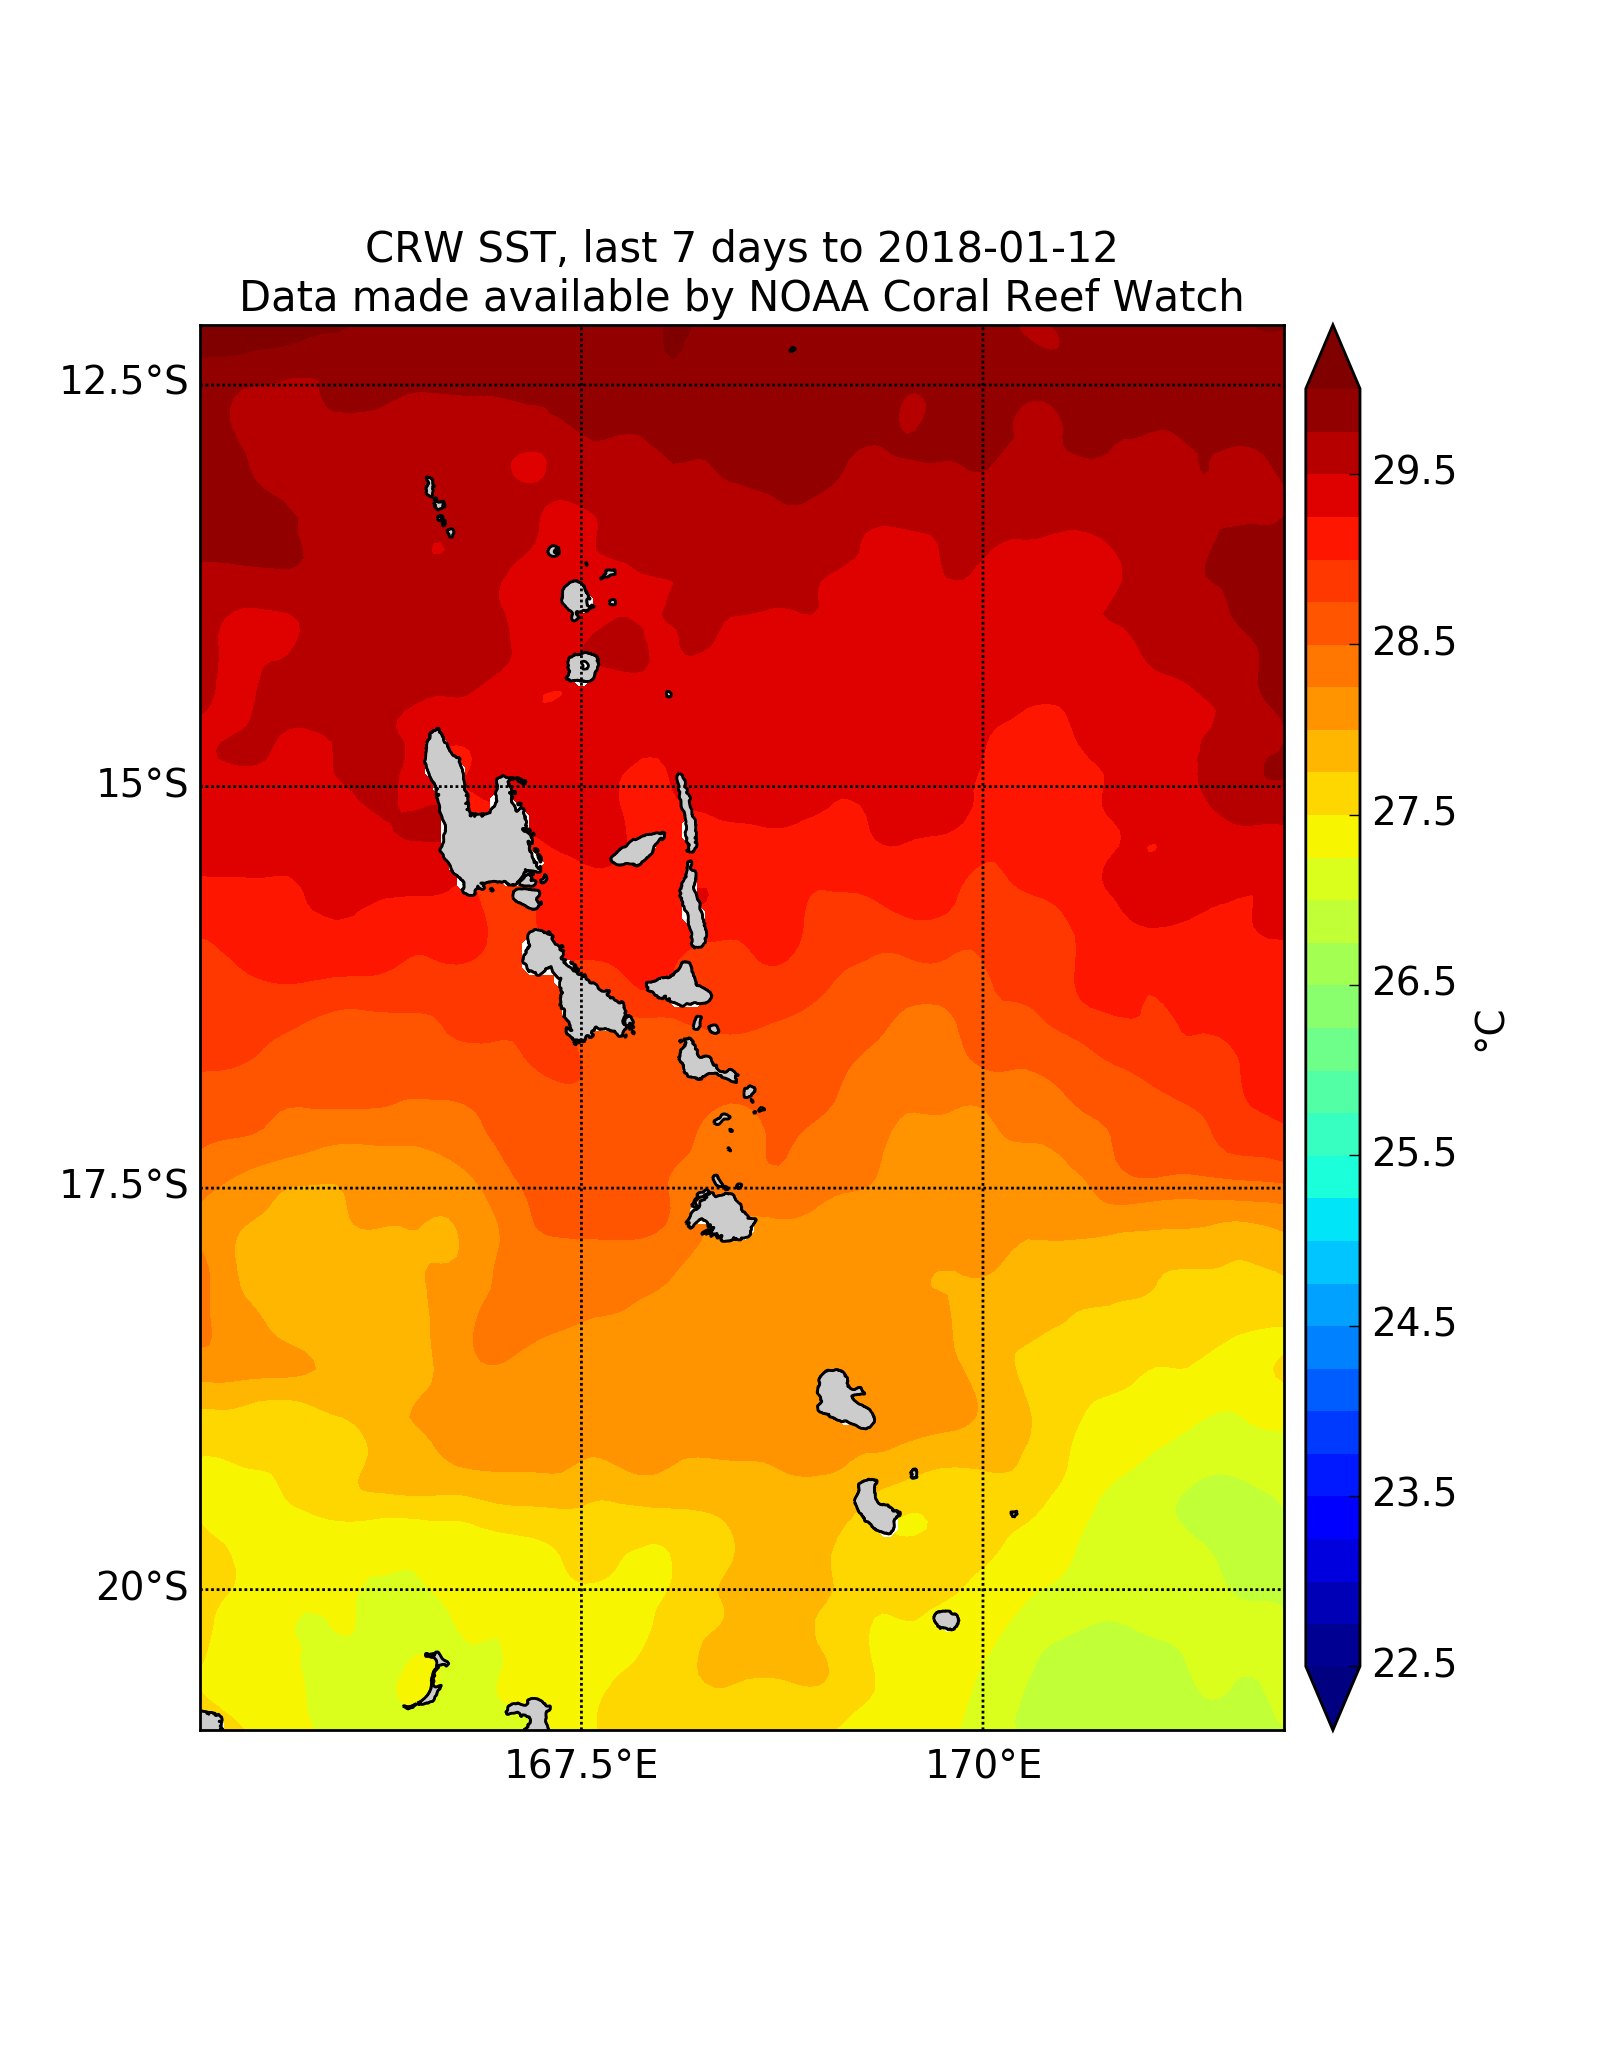 CRW SST, last 7 days to 2018-01-12
Data made available by NOAA Coral Reef Watch
12.5°S
15°S
17.5°S
20°S
167.5°E
170°E
29.5
28.5
27.5
26.5
25.5
24.5
23.5
22.5
°C